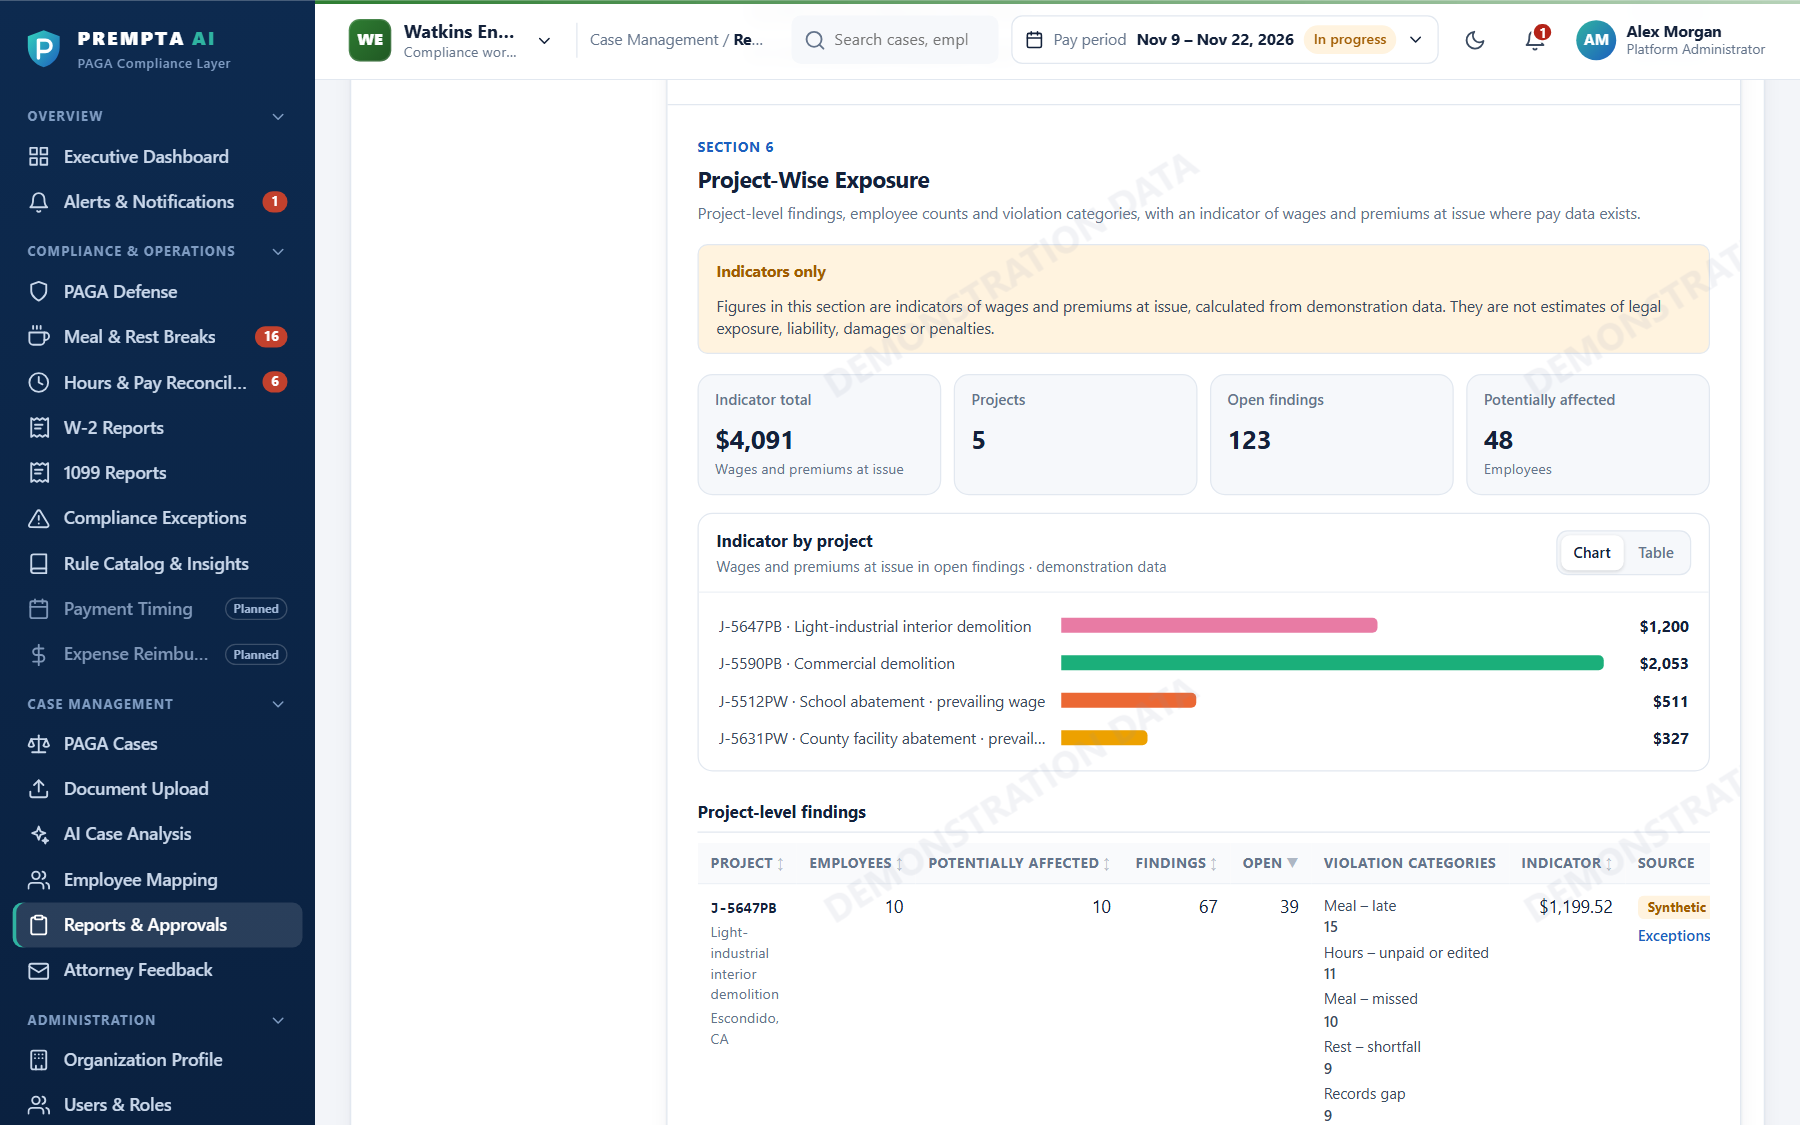 PREMPTA AI
PAGA Compliance Layer
OVERVIEW
Executive Dashboard
Alerts & Notifications 1
COMPLIANCE & OPERATIONS
PAGA Defense
Meal & Rest Breaks 16
Hours & Pay Reconcil... 6
W-2 Reports
1099 Reports
Compliance Exceptions
Rule Catalog & Insights
Payment Timing Planned
Expense Reimbu... Planned
CASE MANAGEMENT
PAGA Cases
Document Upload
AI Case Analysis
Employee Mapping
Reports & Approvals
Attorney Feedback
ADMINISTRATION
Organization Profile
Users & Roles
WE
Watkins En...
Compliance wor...
Case Management / Re...
Search cases, empl
Pay period Nov 9 – Nov 22, 2026 In progress
1
AM
Alex Morgan
Platform Administrator
SECTION 6
Project-Wise Exposure
Project-level findings, employee counts and violation categories, with an indicator of wages and premiums at issue where pay data exists.
Indicators only
Figures in this section are indicators of wages and premiums at issue, calculated from demonstration data. They are not estimates of legal
exposure, liability, damages or penalties.
Indicator total
$4,091
Wages and premiums at issue
Projects
5
Open findings
123
Potentially affected
48
Employees
Indicator by project
Wages and premiums at issue in open findings · demonstration data
Chart Table
J-5647PB · Light-industrial interior demolition $1,200
J-5590PB · Commercial demolition $2,053
J-5512PW · School abatement · prevailing wage $511
J-5631PW · County facility abatement · prevail... $327
Project-level findings
PROJECT EMPLOYEES POTENTIALLY AFFECTED FINDINGS OPEN VIOLATION CATEGORIES INDICATOR SOURCE
J-5647PB
Light-
industrial
interior
demolition
Escondido,
CA
10 10 67 39
Meal – late
15
Hours – unpaid or edited
11
Meal – missed
10
Rest – shortfall
9
Records gap
9
$1,199.52
Synthetic
Exceptions
DEMONSTRATION DATA
DEMONSTRAT
DEMONSTRATION DATA
DEMONSTRAT